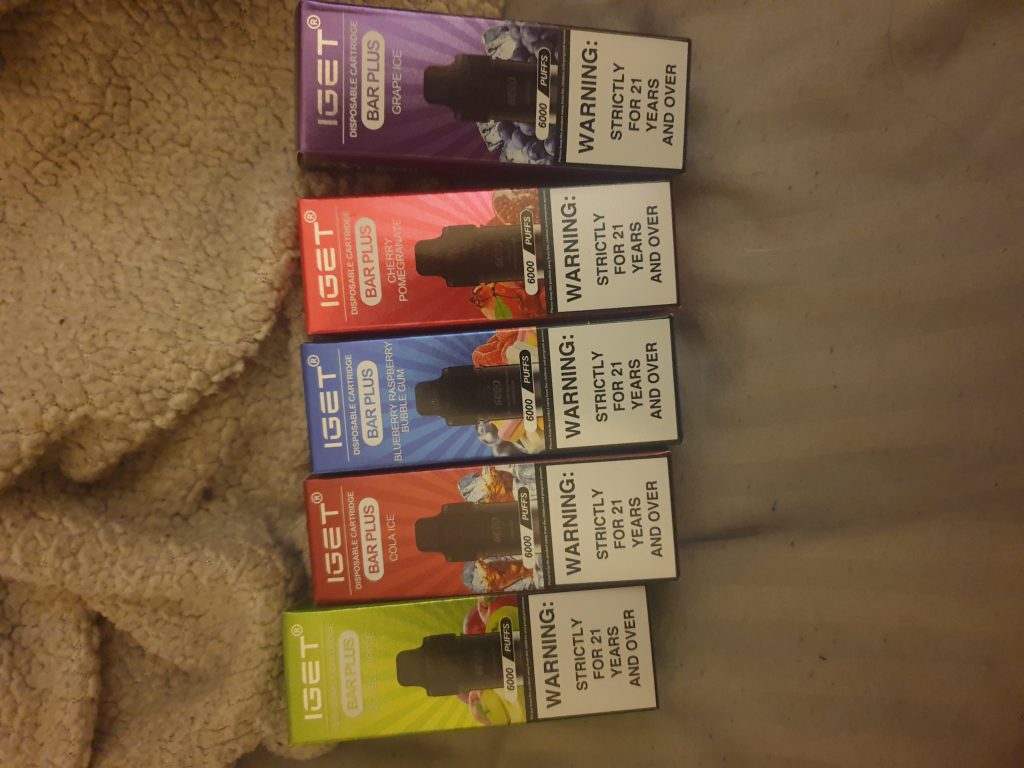 IGET®
DISPOSABLE CARTRIDGE
BAR PLUS
GRAPE ICE
6000 PUFFS
WARNING:
STRICTLY
FOR 21
YEARS
AND OVER
IGET®
DISPOSABLE CARTRIDGE
BAR PLUS
CHERRY
POMEGRANATE
6000 PUFFS
WARNING:
STRICTLY
FOR 21
YEARS
AND OVER
IGET®
DISPOSABLE CARTRIDGE
BAR PLUS
BLUEBERRY RASPBERRY
BUBBLE GUM
6000 PUFFS
WARNING:
STRICTLY
FOR 21
YEARS
AND OVER
IGET®
DISPOSABLE CARTRIDGE
BAR PLUS
COLA ICE
6000 PUFFS
WARNING:
STRICTLY
FOR 21
YEARS
AND OVER
IGET®
BAR PLUS
6000 PUFFS
WARNING:
STRICTLY
FOR 21
YEARS
AND OVER